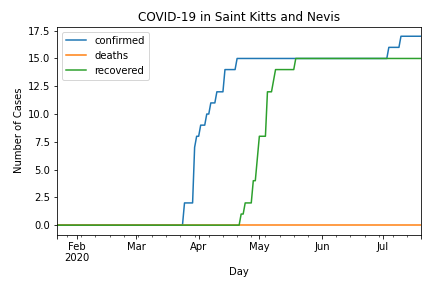 COVID-19 in Saint Kitts and Nevis
17.5
15.0
12.5
10.0
7.5
5.0
2.5
0.0
Number of Cases
confirmed
deaths
recovered
Feb Mar Apr May Jun Jul
2020
Day